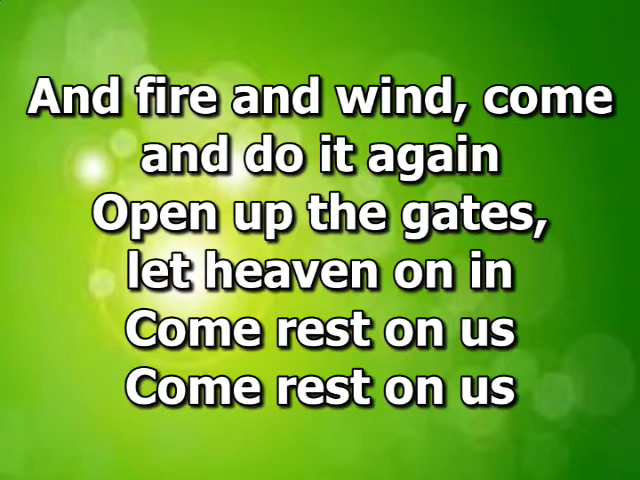 And fire and wind, come
and do it again
Open up the gates,
let heaven on in
Come rest on us
Come rest on us